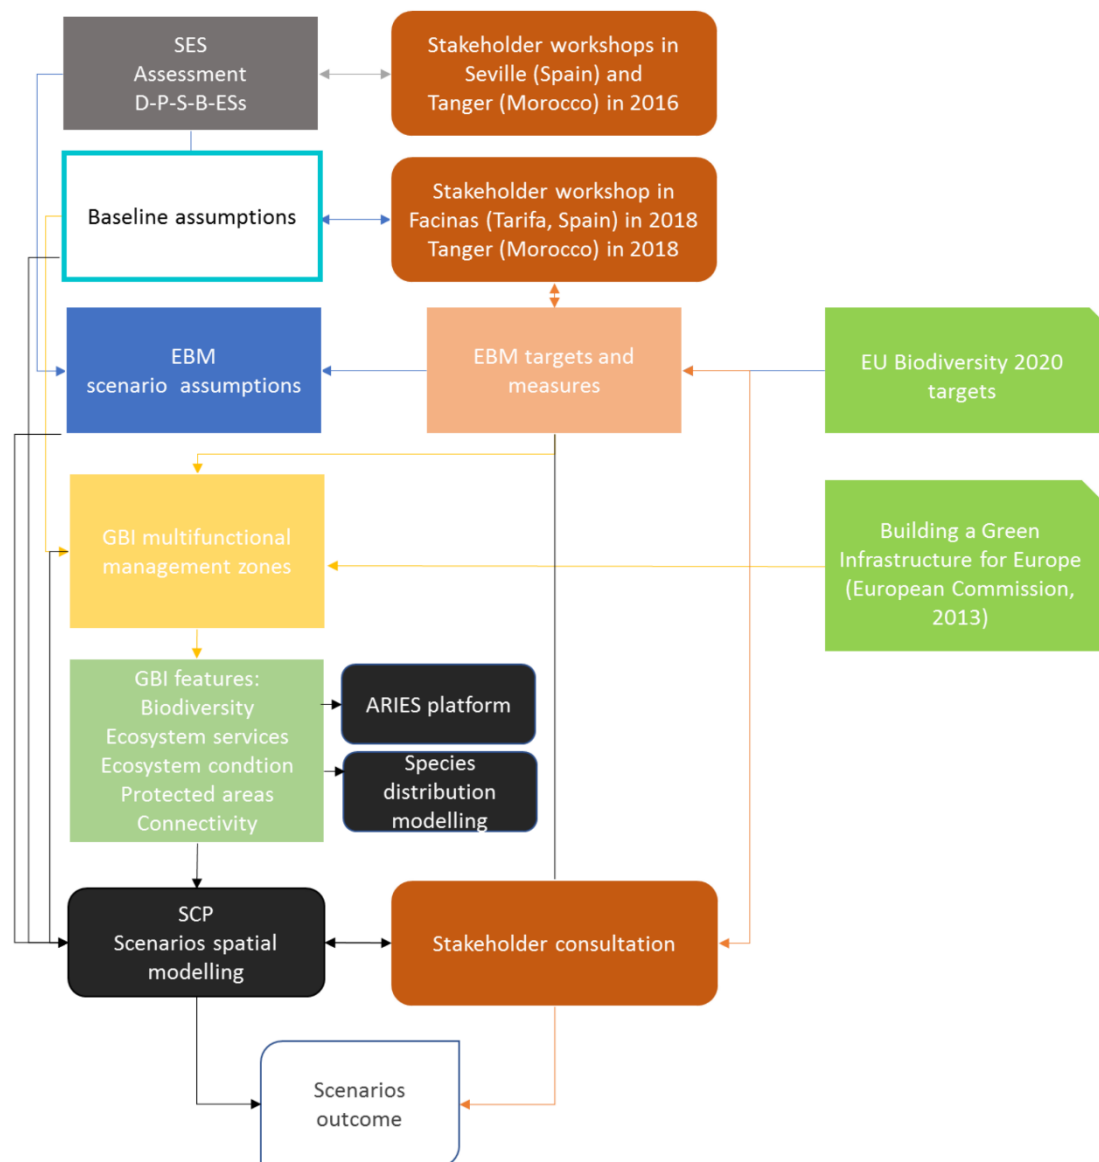 SES
Assessment
D-P-S-B-ESs
Stakeholder workshops in
Seville (Spain) and
Tanger (Morocco) in 2016
Baseline assumptions
Stakeholder workshop in
Facinas (Tarifa, Spain) in 2018
Tanger (Morocco) in 2018
EBM
scenario assumptions
EBM targets and
measures
EU Biodiversity 2020
targets
GBI multifunctional
management zones
Building a Green
Infrastructure for Europe
(European Commission,
2013)
GBI features:
Biodiversity
Ecosystem services
Ecosystem condtion
Protected areas
Connectivity
ARIES platform
Species
distribution
modelling
SCP
Scenarios spatial
modelling
Stakeholder consultation
Scenarios
outcome